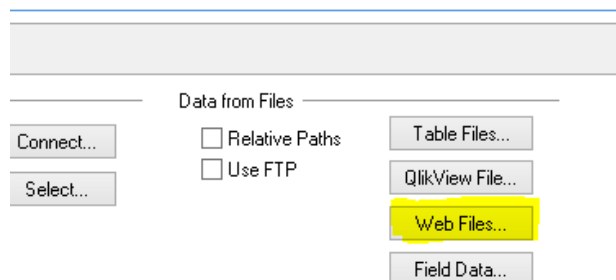 Data from Files
Connect...
Relative Paths
Table Files...
Select...
Use FTP
QlikView File...
Web Files...
Field Data...